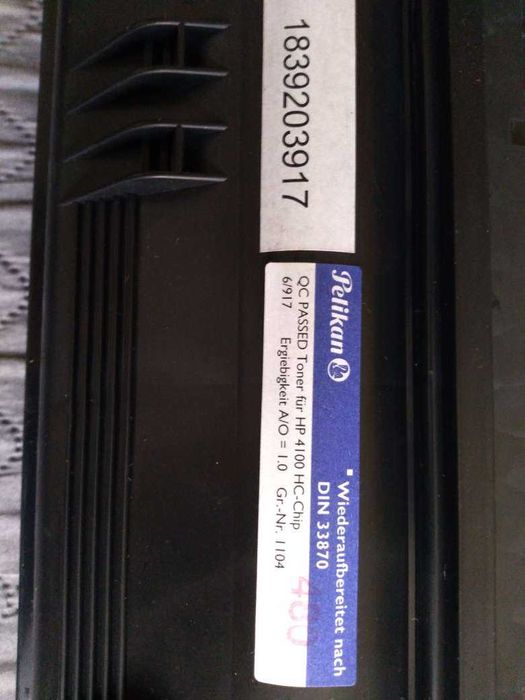 1839203917
Pelikan
Wiederaufbereitet nach
DIN 33870
QC PASSED Toner für HP 4100 HC-Chip
6/917 Ergiebigkeit A/O = 1.0 Gr.-Nr. 1104
480